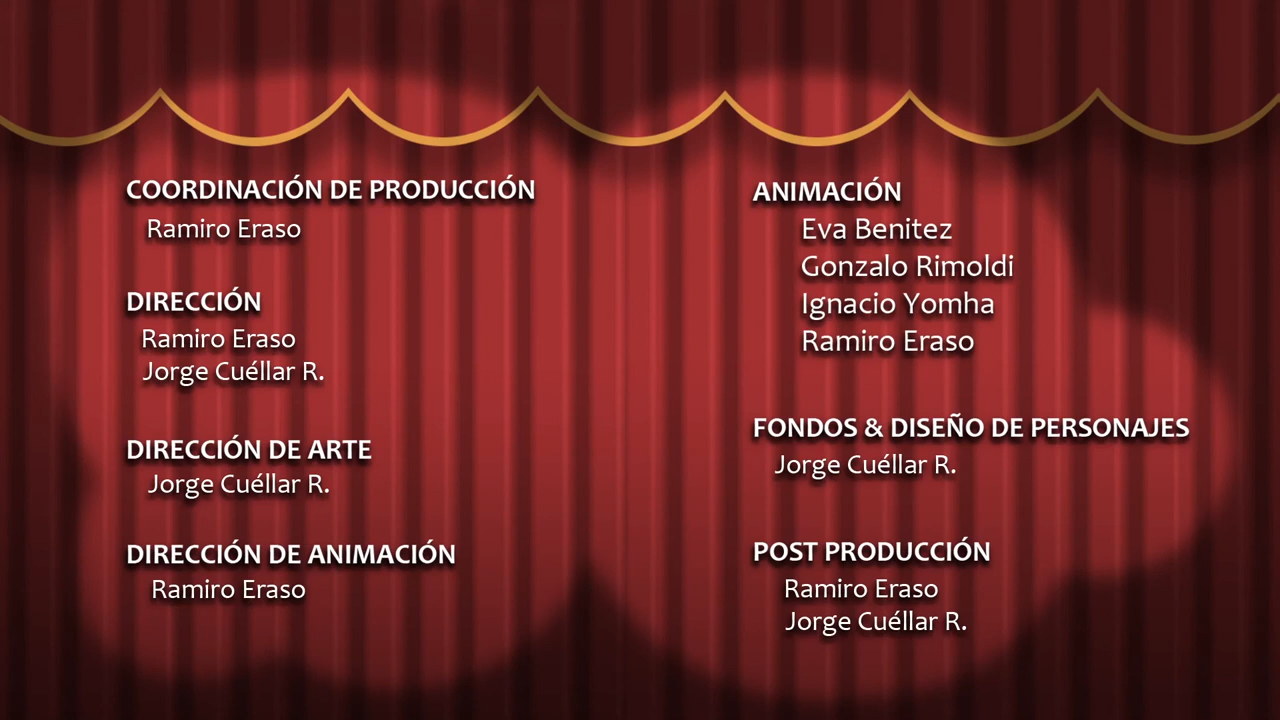 COORDINACIÓN DE PRODUCCIÓN
Ramiro Eraso
DIRECCIÓN
Ramiro Eraso
Jorge Cuéllar R.
DIRECCIÓN DE ARTE
Jorge Cuéllar R.
DIRECCIÓN DE ANIMACIÓN
Ramiro Eraso
ANIMACIÓN
Eva Benitez
Gonzalo Rimoldi
Ignacio Yomha
Ramiro Eraso
FONDOS & DISEÑO DE PERSONAJES
Jorge Cuéllar R.
POST PRODUCCIÓN
Ramiro Eraso
Jorge Cuéllar R.